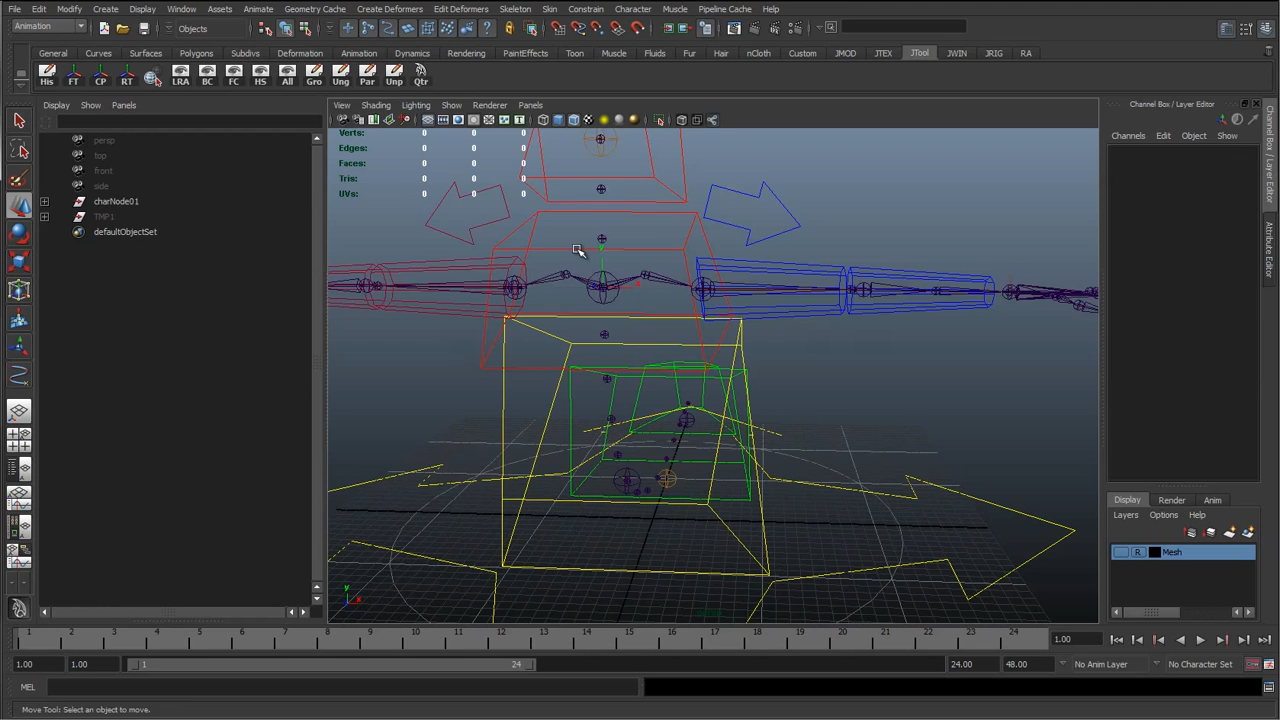 File Edit Modify Create Display Window Assets Animate Geometry Cache Create Deformers Edit Deformers Skeleton Skin Constrain Character Muscle Pipeline Cache Help
Animation Objects
General Curves Surfaces Polygons Subdivs Deformation Animation Dynamics Rendering PaintEffects Toon Muscle Fluids Fur Hair nCloth Custom JMOD JTEX JTool JWIN JRIG RA
His FT CP RT LRA BC FC HS All Gro Ung Par Unp Qtr
Display Show Panels
View Shading Lighting Show Renderer Panels
Channel Box / Layer Editor
Channels Edit Object Show
Verts: 0 0 0
Edges: 0 0 0
Faces: 0 0 0
Tris: 0 0 0
UVs: 0 0 0
persp
top
front
side
charNode01
TMP1
defaultObjectSet
Channel Box / Layer Editor
Attribute Editor
Display Render Anim
Layers Options Help
R Mesh
y
x
1 2 3 4 5 6 7 8 9 10 11 12 13 14 15 16 17 18 19 20 21 22 23 24 1.00
1.00 1.00 1 24 24.00 48.00 No Anim Layer No Character Set
MEL
Move Tool: Select an object to move.